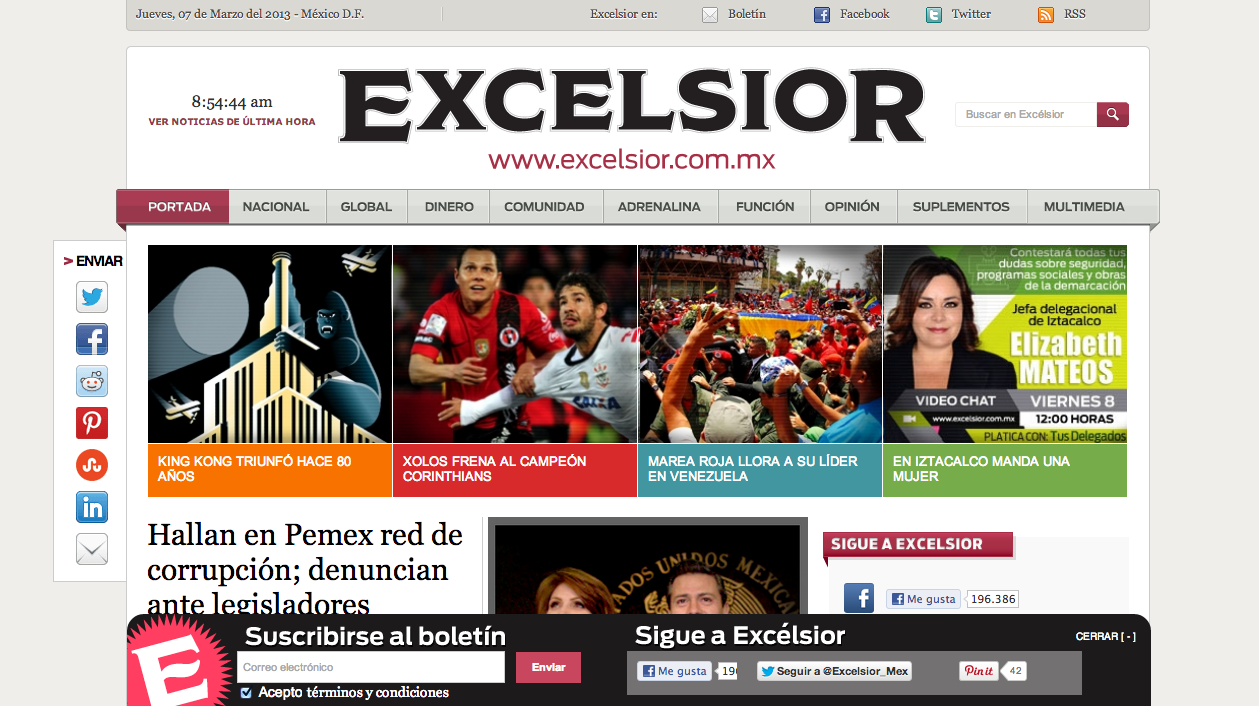 Jueves, 07 de Marzo del 2013 - México D.F.
Excelsior en:
Boletín
Facebook
Twitter
RSS
8:54:44 am
VER NOTICIAS DE ÚLTIMA HORA
EXCELSIOR
www.excelsior.com.mx
Buscar en Excélsior
PORTADA
NACIONAL
GLOBAL
DINERO
COMUNIDAD
ADRENALINA
FUNCIÓN
OPINIÓN
SUPLEMENTOS
MULTIMEDIA
> ENVIAR
Contestará todas tus
dudas sobre seguridad,
programas sociales y obras
de la demarcación
Jefa delegacional
de Iztacalco
Elizabeth
MATEOS
VIDEO CHAT
VIERNES 8
www.excelsior.com.mx
12:00 HORAS
PLATICA CON: Tus Delegados
CAIXA
KING KONG TRIUNFÓ HACE 80
AÑOS
XOLOS FRENA AL CAMPEÓN
CORINTHIANS
MAREA ROJA LLORA A SU LÍDER
EN VENEZUELA
EN IZTACALCO MANDA UNA
MUJER
Hallan en Pemex red de
corrupción; denuncian
ante legisladores
ADOS UNIDOS MEXICA
SIGUE A EXCELSIOR
Me gusta
196.386
Suscribirse al boletín
Correo electrónico
Enviar
Acepto términos y condiciones
Sigue a Excélsior
CERRAR [ - ]
Me gusta
Seguir a @Excelsior_Mex
Pin it
42